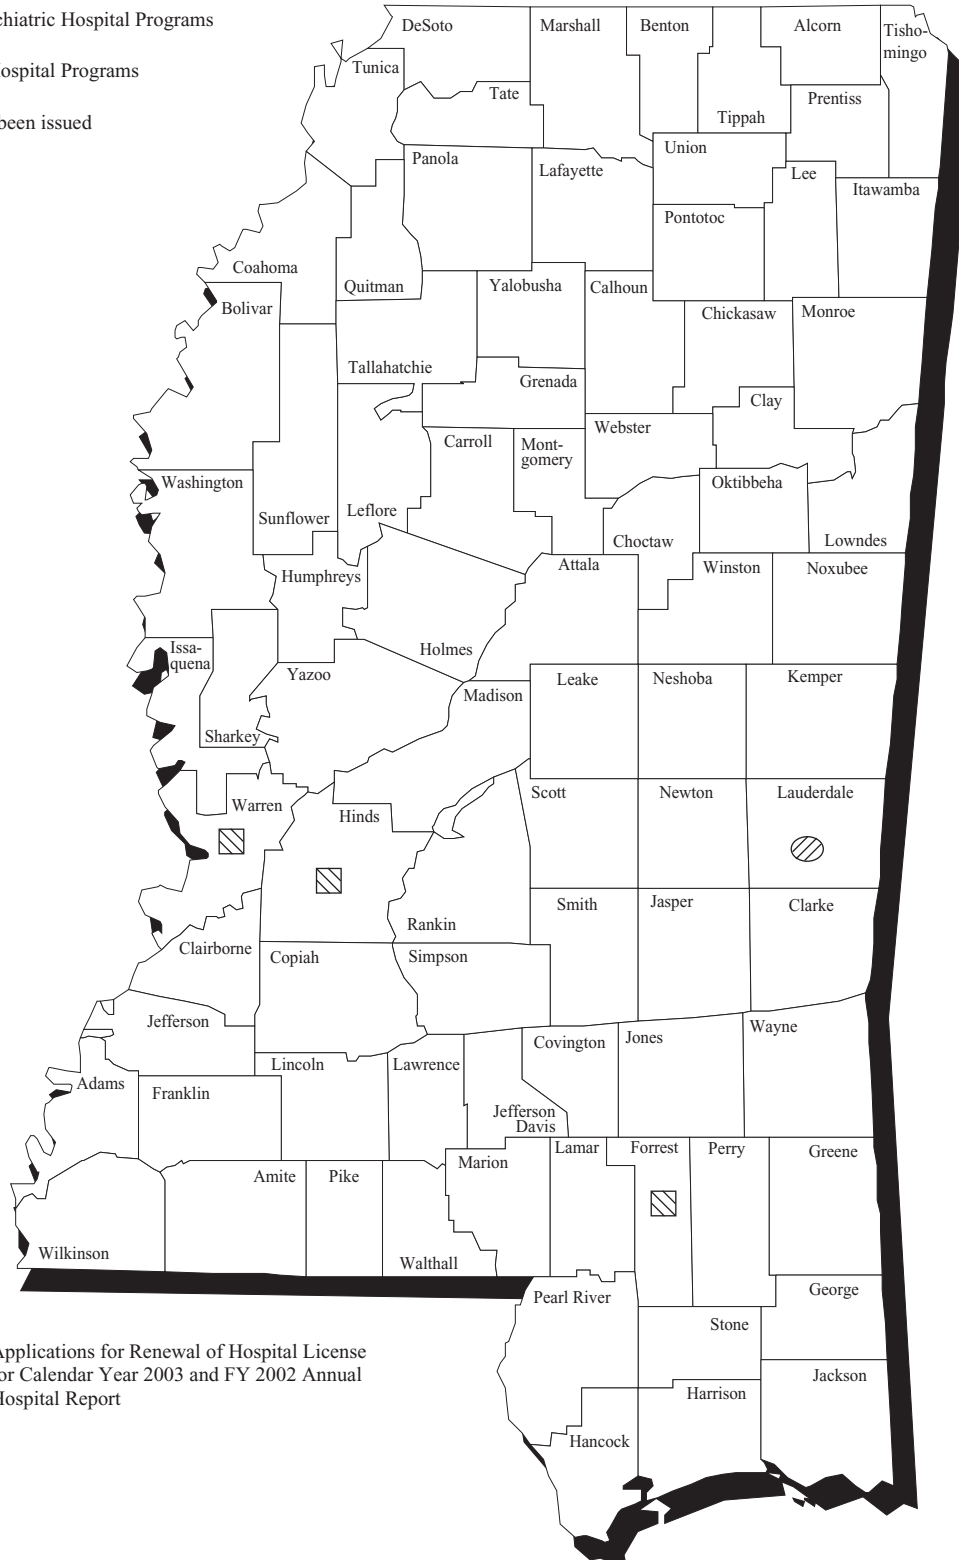 chiatric Hospital Programs
Hospital Programs
been issued
DeSoto
Marshall
Benton
Alcorn
Tisho-
mingo
Tunica
Tate
Tippah
Prentiss
Panola
Lafayette
Union
Lee
Itawamba
Pontotoc
Coahoma
Quitman
Yalobusha
Calhoun
Bolivar
Chickasaw
Monroe
Tallahatchie
Grenada
Clay
Webster
Carroll
Mont-
gomery
Washington
Oktibbeha
Sunflower
Leflore
Choctaw
Lowndes
Humphreys
Attala
Winston
Noxubee
Issa-
quena
Holmes
Yazoo
Madison
Leake
Neshoba
Kemper
Sharkey
Warren
Hinds
Scott
Newton
Lauderdale
Rankin
Smith
Jasper
Clarke
Clairborne
Copiah
Simpson
Jefferson
Covington
Jones
Wayne
Adams
Franklin
Lincoln
Lawrence
Jefferson
Davis
Lamar
Forrest
Perry
Greene
Amite
Pike
Marion
Wilkinson
Walthall
Pearl River
George
Stone
Jackson
Harrison
Hancock
Applications for Renewal of Hospital License
or Calendar Year 2003 and FY 2002 Annual
Hospital Report